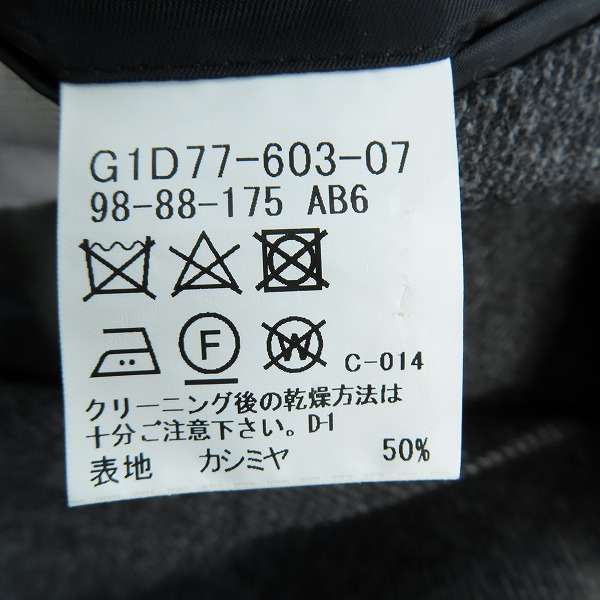 G1D77-603-07
98-88-175 AB6
F W C-014
クリーニング後の乾燥方法は
十分ご注意下さい。D-1
表地 カシミヤ 50%